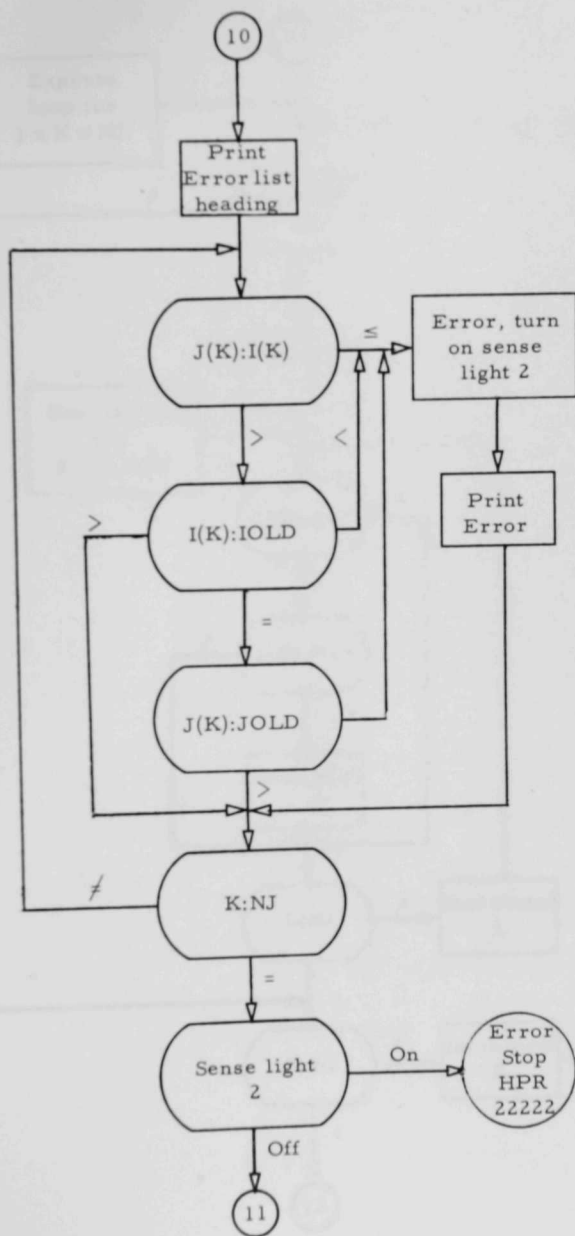 10
Print
Error list
heading
J(K):I(K)
≤
Error, turn
on sense
light 2
>
<
Print
Error
>
I(K):IOLD
=
J(K):JOLD
>
≠
K:NJ
=
Sense light
2
On
Error
Stop
HPR
22222
Off
11